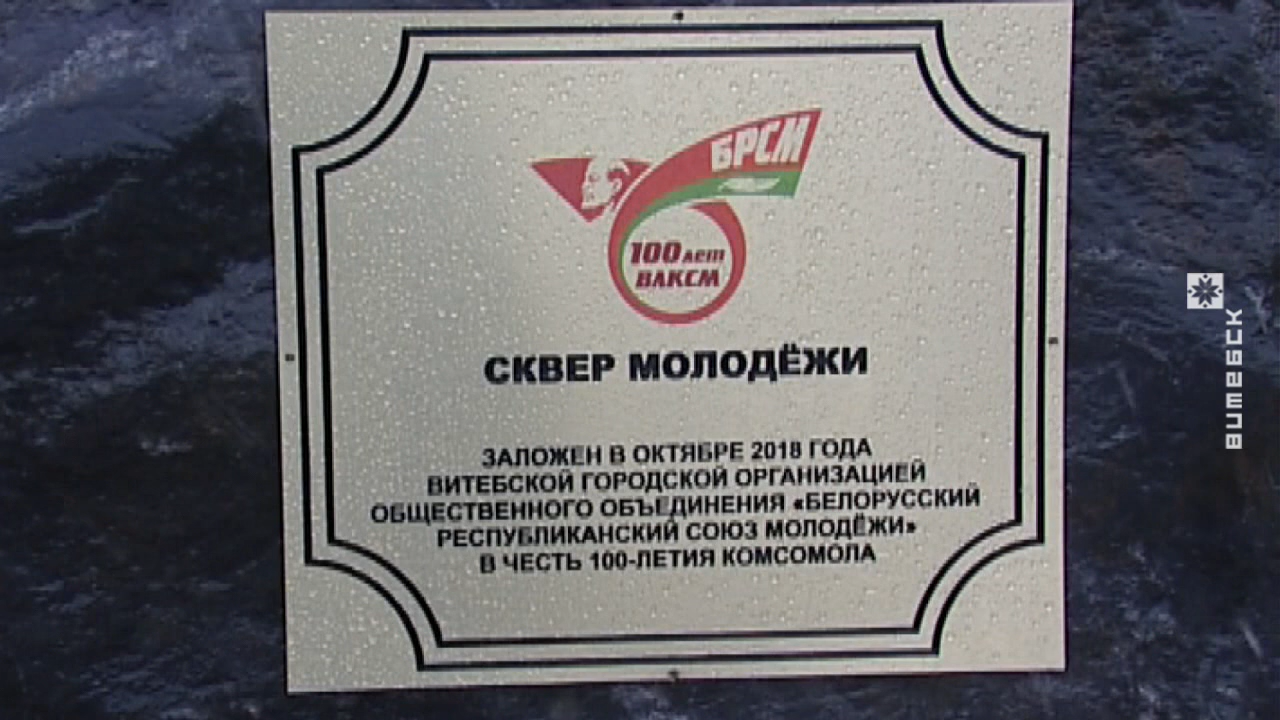 БРСМ
100 лет
ВЛКСМ
СКВЕР МОЛОДЁЖИ
ЗАЛОЖЕН В ОКТЯБРЕ 2018 ГОДА
ВИТЕБСКОЙ ГОРОДСКОЙ ОРГАНИЗАЦИЕЙ
ОБЩЕСТВЕННОГО ОБЪЕДИНЕНИЯ «БЕЛОРУССКИЙ
РЕСПУБЛИКАНСКИЙ СОЮЗ МОЛОДЁЖИ»
В ЧЕСТЬ 100-ЛЕТИЯ КОМСОМОЛА
ВИТЕБСК